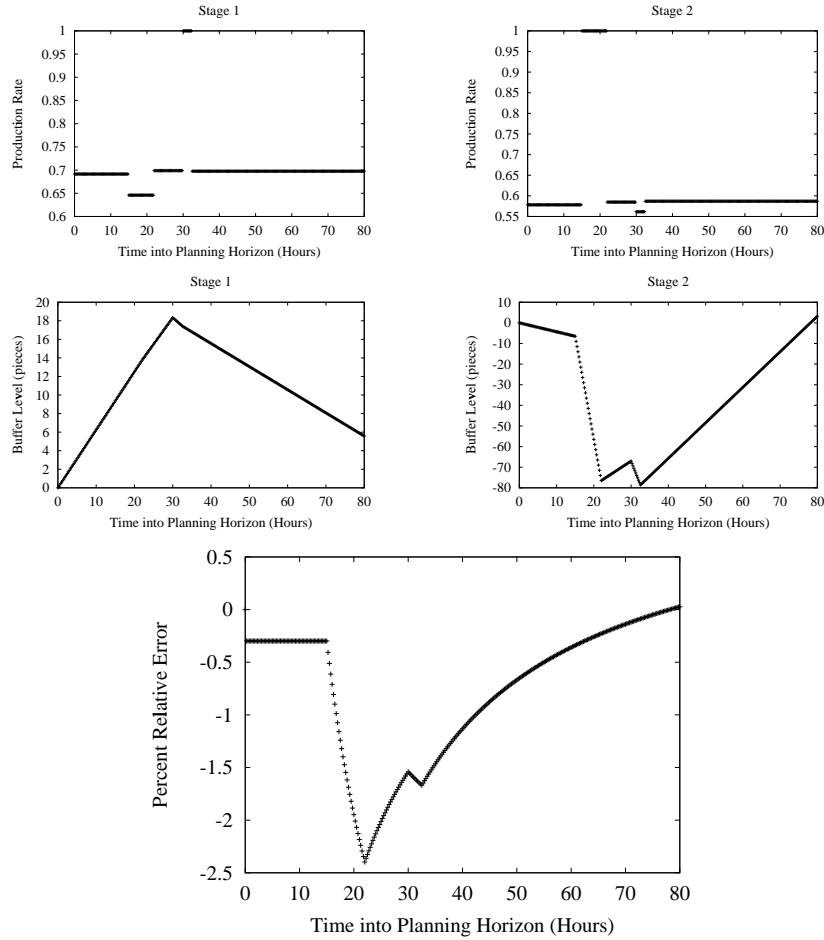 Stage 1
Production Rate
1
0.95
0.9
0.85
0.8
0.75
0.7
0.65
0.6
0 10 20 30 40 50 60 70 80
Time into Planning Horizon (Hours)
Stage 2
Production Rate
1
0.95
0.9
0.85
0.8
0.75
0.7
0.65
0.6
0.55
0 10 20 30 40 50 60 70 80
Time into Planning Horizon (Hours)
Stage 1
Buffer Level (pieces)
20
18
16
14
12
10
8
6
4
2
0
0 10 20 30 40 50 60 70 80
Time into Planning Horizon (Hours)
Stage 2
Buffer Level (pieces)
10
0
-10
-20
-30
-40
-50
-60
-70
-80
0 10 20 30 40 50 60 70 80
Time into Planning Horizon (Hours)
Percent Relative Error
0.5
0
-0.5
-1
-1.5
-2
-2.5
0 10 20 30 40 50 60 70 80
Time into Planning Horizon (Hours)